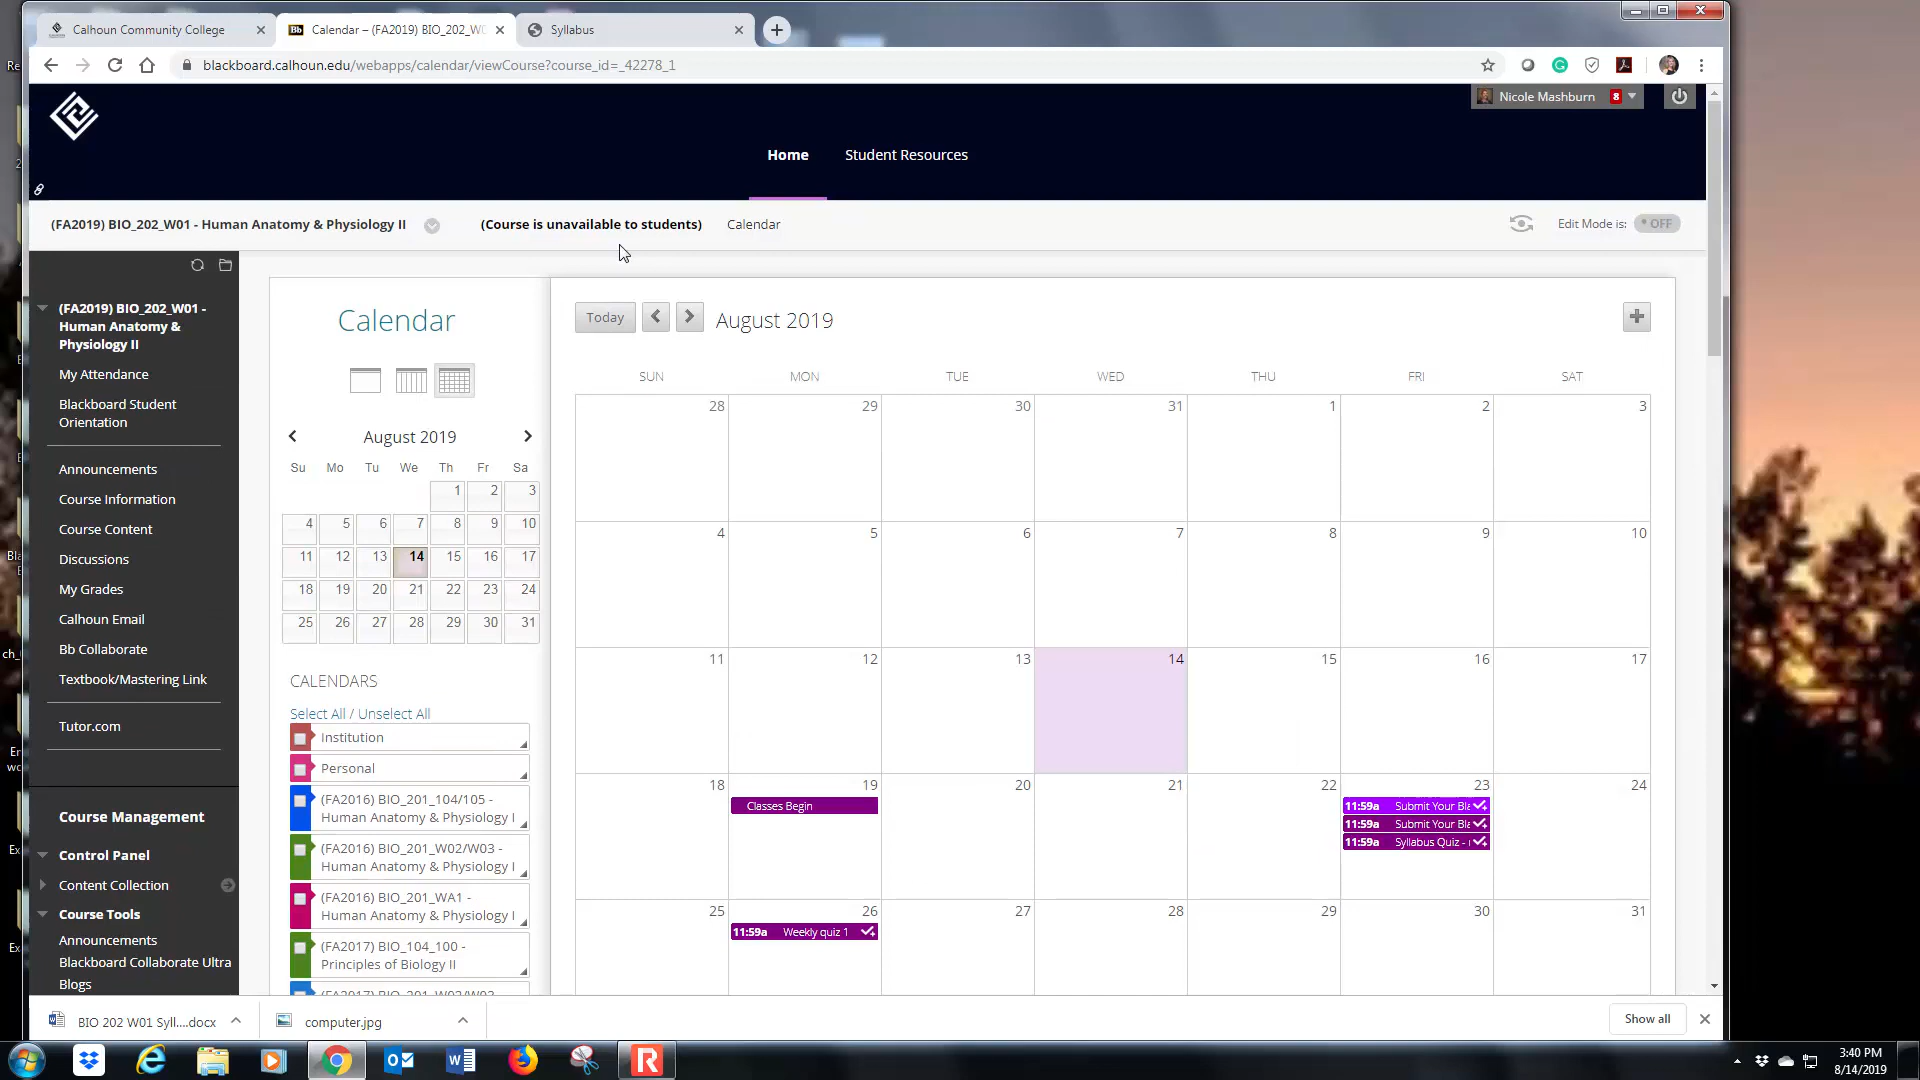 Calhoun Community College
Calendar – (FA2019) BIO_202_W0
Syllabus
blackboard.calhoun.edu/webapps/calendar/viewCourse?course_id=_42278_1
Nicole Mashburn 8
Home
Student Resources
(FA2019) BIO_202_W01 - Human Anatomy & Physiology II
(Course is unavailable to students)
Calendar
Edit Mode is: OFF
(FA2019) BIO_202_W01 -
Human Anatomy &
Physiology II
My Attendance
Blackboard Student
Orientation
Announcements
Course Information
Course Content
Discussions
My Grades
Calhoun Email
Bb Collaborate
Textbook/Mastering Link
Tutor.com
Course Management
Control Panel
Content Collection
Course Tools
Announcements
Blackboard Collaborate Ultra
Blogs
Calendar
August 2019
Su Mo Tu We Th Fr Sa
1 2 3
4 5 6 7 8 9 10
11 12 13 14 15 16 17
18 19 20 21 22 23 24
25 26 27 28 29 30 31
CALENDARS
Select All / Unselect All
Institution
Personal
(FA2016) BIO_201_104/105 -
Human Anatomy & Physiology I
(FA2016) BIO_201_W02/W03 -
Human Anatomy & Physiology I
(FA2016) BIO_201_WA1 -
Human Anatomy & Physiology I
(FA2017) BIO_104_100 -
Principles of Biology II
(FA2017) BIO_201_W02/W03
Today
August 2019
SUN MON TUE WED THU FRI SAT
28 29 30 31 1 2 3
4 5 6 7 8 9 10
11 12 13 14 15 16 17
18 19 20 21 22 23 24
Classes Begin
11:59a Submit Your Bla
11:59a Submit Your Bla
11:59a Syllabus Quiz -
25 26 27 28 29 30 31
11:59a Weekly quiz 1
BIO 202 W01 Syll....docx
computer.jpg
Show all
3:40 PM
8/14/2019